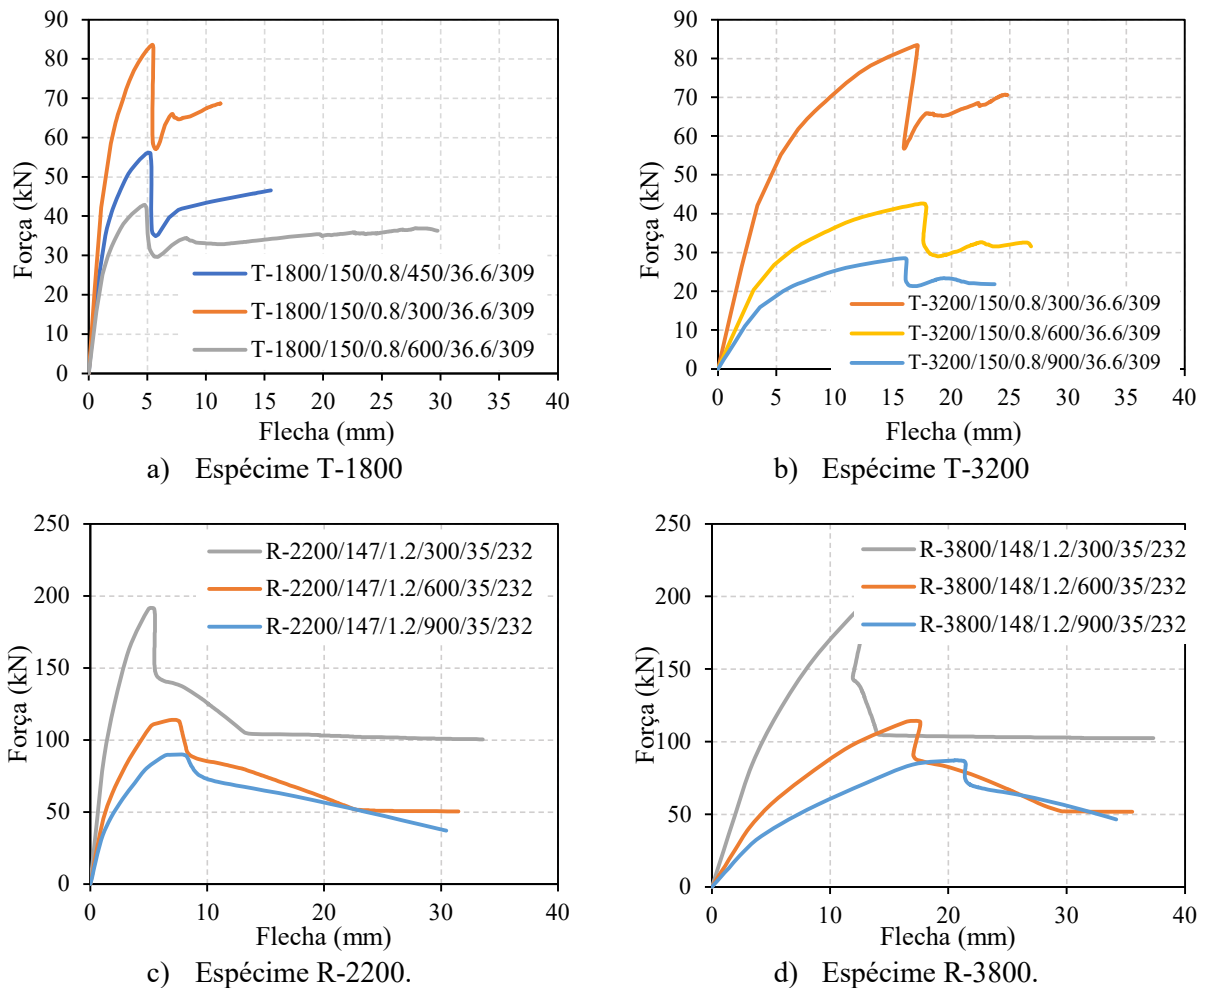 90
80
70
60
50
40
30
20
10
0
Força (kN)
T-1800/150/0.8/450/36.6/309
T-1800/150/0.8/300/36.6/309
T-1800/150/0.8/600/36.6/309
0 5 10 15 20 25 30 35 40
Flecha (mm)
a) Espécime T-1800
90
80
70
60
50
40
30
20
10
0
Força (kN)
T-3200/150/0.8/300/36.6/309
T-3200/150/0.8/600/36.6/309
T-3200/150/0.8/900/36.6/309
0 5 10 15 20 25 30 35 40
Flecha (mm)
b) Espécime T-3200
250
200
150
100
50
0
Força (kN)
R-2200/147/1.2/300/35/232
R-2200/147/1.2/600/35/232
R-2200/147/1.2/900/35/232
0 10 20 30 40
Flecha (mm)
c) Espécime R-2200.
250
200
150
100
50
0
Força (kN)
R-3800/148/1.2/300/35/232
R-3800/148/1.2/600/35/232
R-3800/148/1.2/900/35/232
0 10 20 30 40
Flecha (mm)
d) Espécime R-3800.